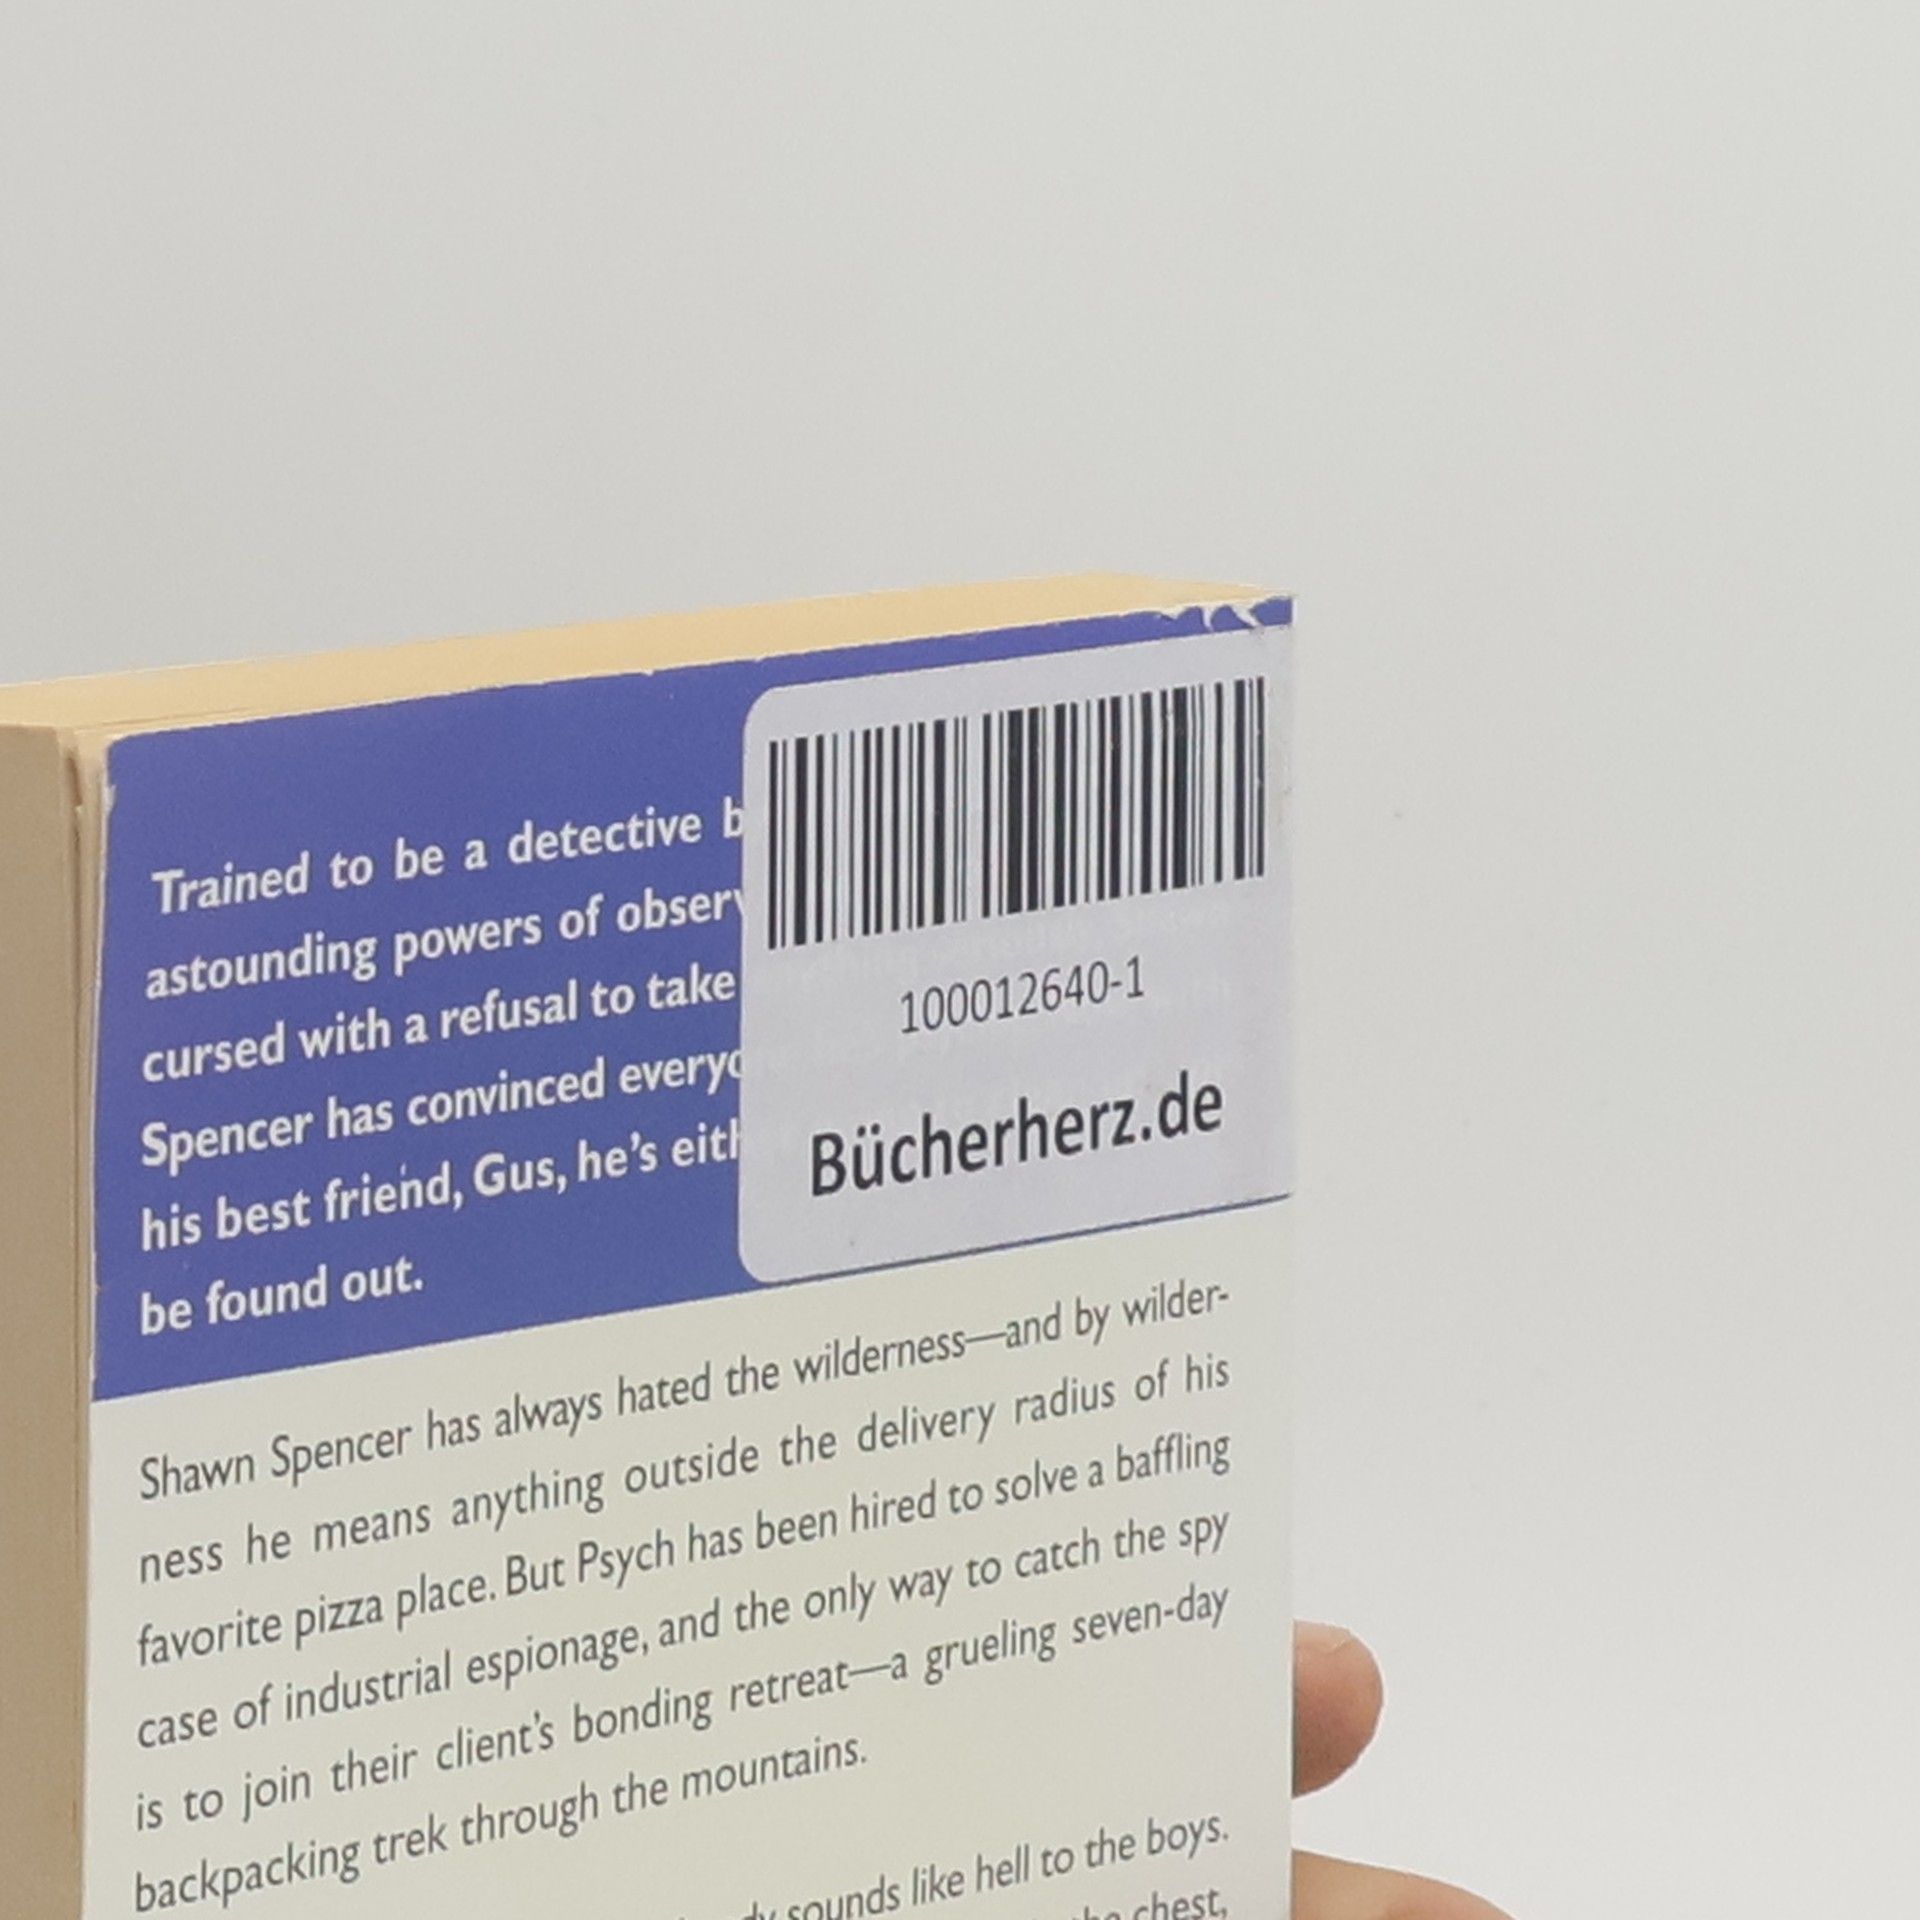 Trained to be a detective
astounding powers of
cursed with a refusal to take
Spencer has convinced
his best friend, Gus, he's
be found out.
100012640-1
Bücherherz.de
Shawn Spencer has always hated the wilderness—and by wilder-
ness he means anything outside the delivery radius of his
favorite pizza place. But Psych has been hired to solve a baffling
case of industrial espionage, and the only way to catch the spy
is to join their client's bonding retreat—a grueling seven-day
backpacking trek through the mountains.
sounds like hell to the boys.
chest,